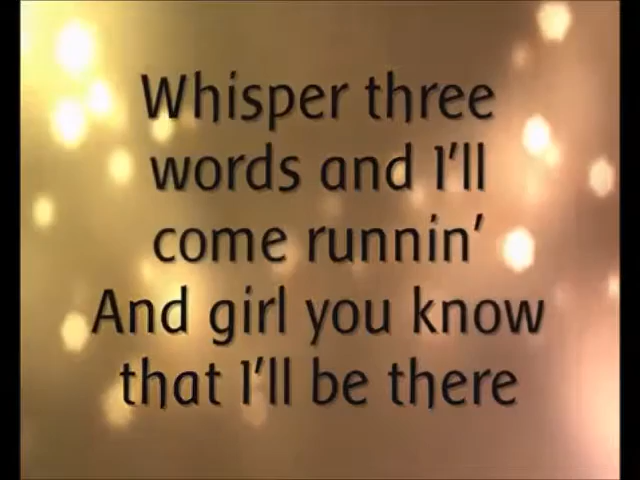 Whisper three
words and I'll
come runnin'
And girl you know
that I'll be there